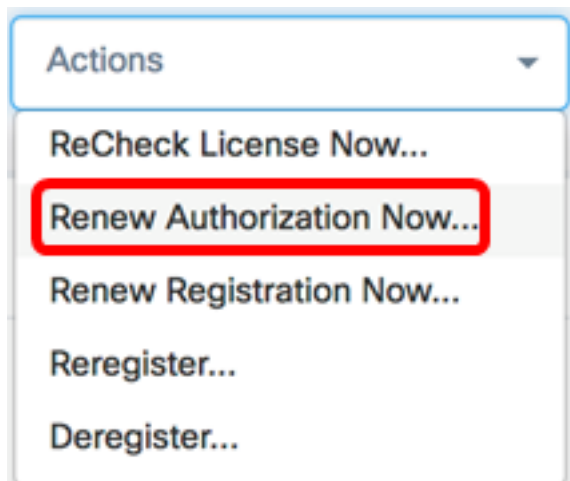 Actions
ReCheck License Now...
Renew Authorization Now...
Renew Registration Now...
Reregister...
Deregister...